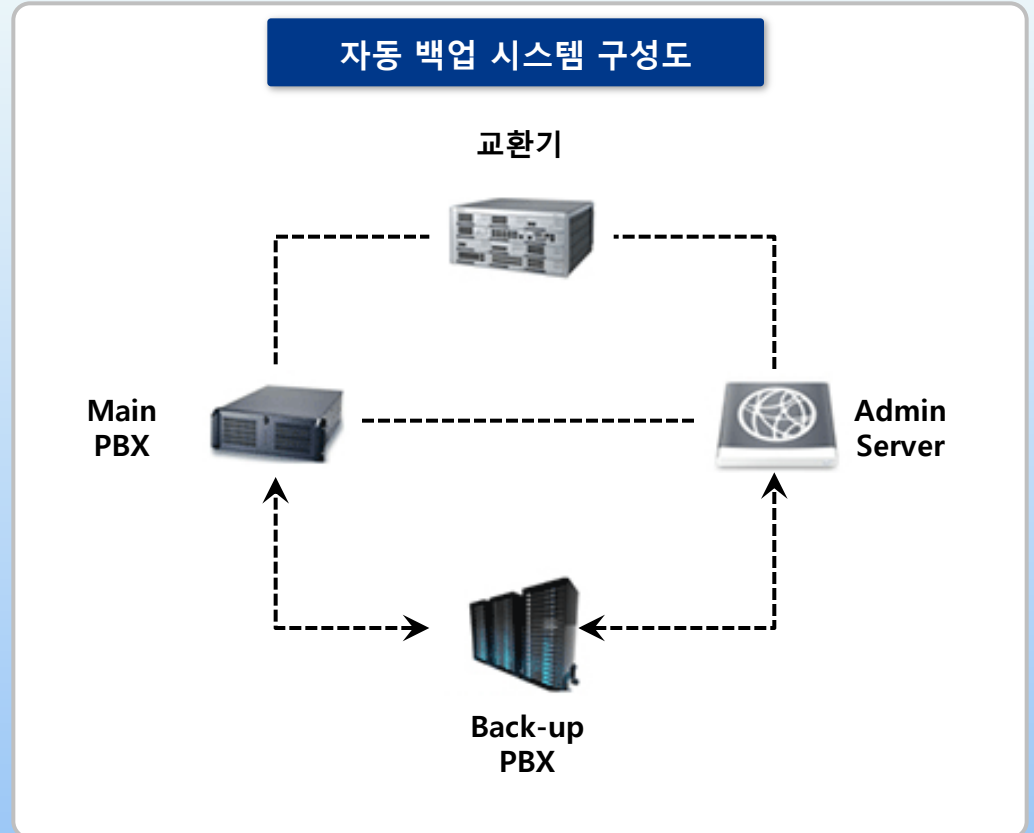 자동 백업 시스템 구성도
교환기
Main
PBX
Admin
Server
Back-up
PBX